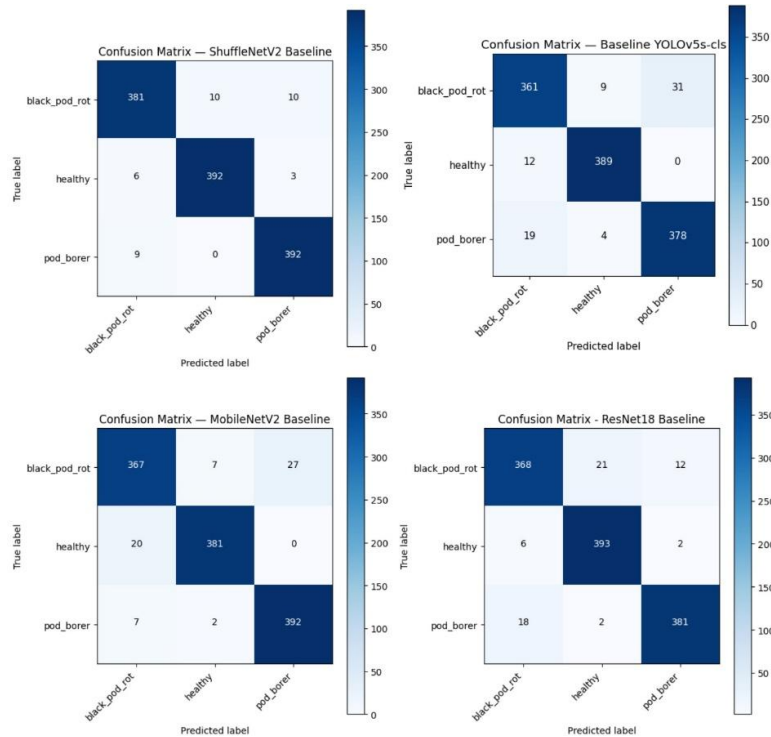 Confusion Matrix — ShuffleNetV2 Baseline
True label
black_pod_rot 381 10 10
healthy 6 392 3
pod_borer 9 0 392
black_pod_rot healthy pod_borer
Predicted label
350
300
250
200
150
100
50
0
Confusion Matrix — Baseline YOLOv5s-cls
True label
black_pod_rot 361 9 31
healthy 12 389 0
pod_borer 19 4 378
black_pod_rot healthy pod_borer
Predicted label
350
300
250
200
150
100
50
0
Confusion Matrix — MobileNetV2 Baseline
True label
black_pod_rot 367 7 27
healthy 20 381 0
pod_borer 7 2 392
black_pod_rot healthy pod_borer
Predicted label
350
300
250
200
150
100
50
0
Confusion Matrix - ResNet18 Baseline
True label
black_pod_rot 368 21 12
healthy 6 393 2
pod_borer 18 2 381
black_pod_rot healthy pod_borer
Predicted label
350
300
250
200
150
100
50